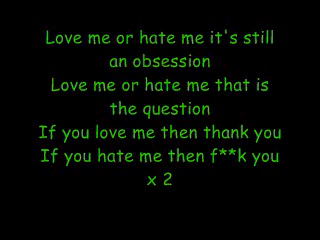 Love me or hate me it's still
an obsession
Love me or hate me that is
the question
If you love me then thank you
If you hate me then f**k you
x 2